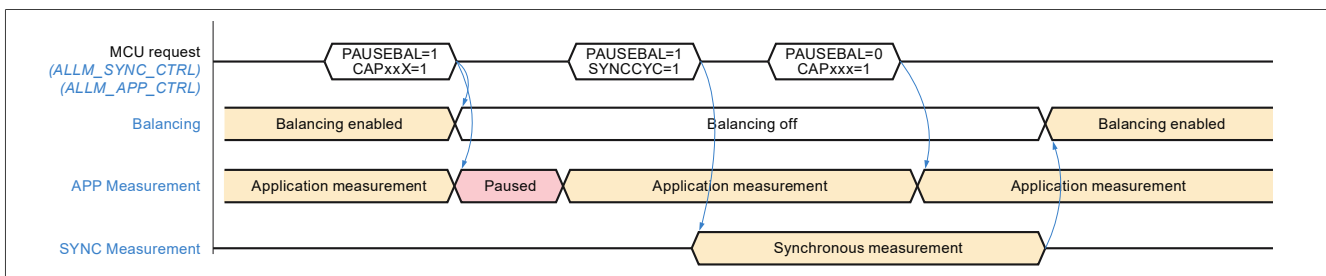 MCU request
(ALLM_SYNC_CTRL)
(ALLM_APP_CTRL)
PAUSEBAL=1
CAPxxX=1
PAUSEBAL=1
SYNCCYC=1
PAUSEBAL=0
CAPxxx=1
Balancing
Balancing enabled
Balancing off
Balancing enabled
APP Measurement
Application measurement
Paused
Application measurement
Application measurement
SYNC Measurement
Synchronous measurement